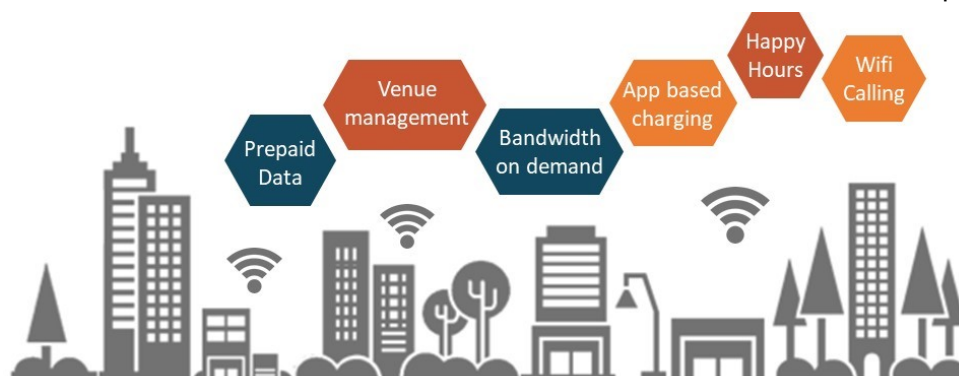 Prepaid
Data
Venue
management
Bandwidth
on demand
App based
charging
Happy
Hours
Wifi
Calling